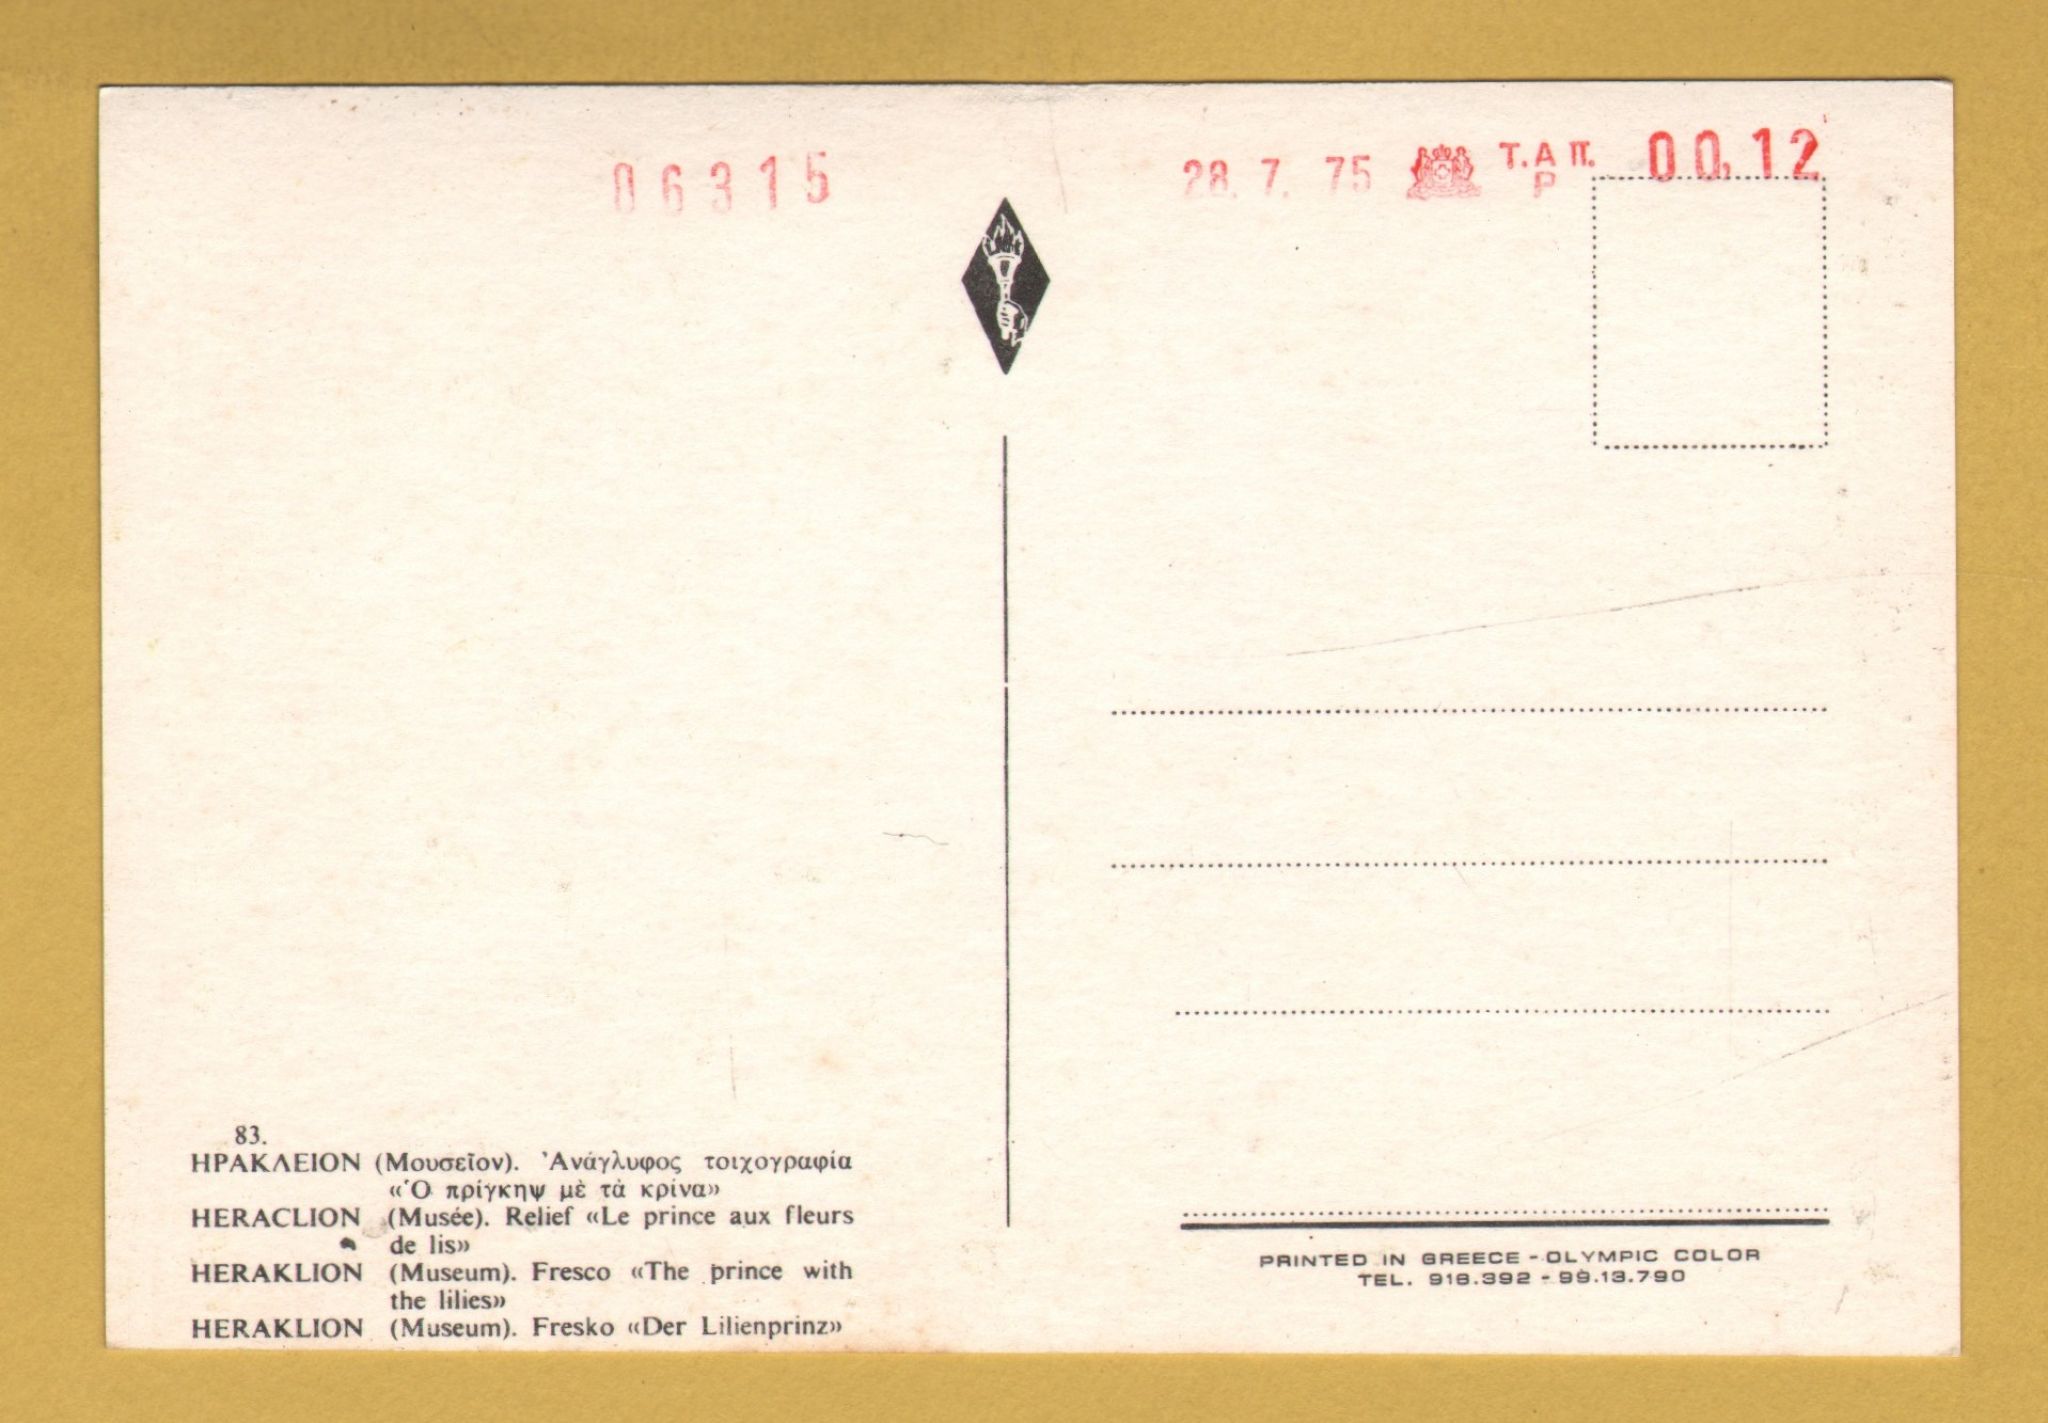 06315
28. 7. 75 Τ.Α Π. 00,12
Ρ
83.
ΗΡΑΚΛΕΙΟΝ (Μουσεῖον). Ἀνάγλυφος τοιχογραφία
«Ὁ πρίγκηψ μὲ τὰ κρίνα»
HERACLION (Musée). Relief «Le prince aux fleurs
de lis»
HERAKLION (Museum). Fresco «The prince with
the lilies»
HERAKLION (Museum). Fresko «Der Lilienprinz»
PRINTED IN GREECE - OLYMPIC COLOR
TEL. 918.392 - 99.13.790